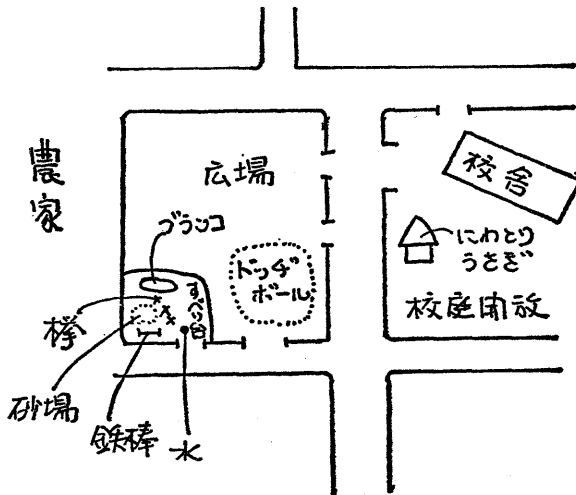 農家
広場
校舎
ブランコ
にわとり
うさぎ
ドッヂ
ボール
すべり台
校庭開放
欅
砂場
鉄棒
水